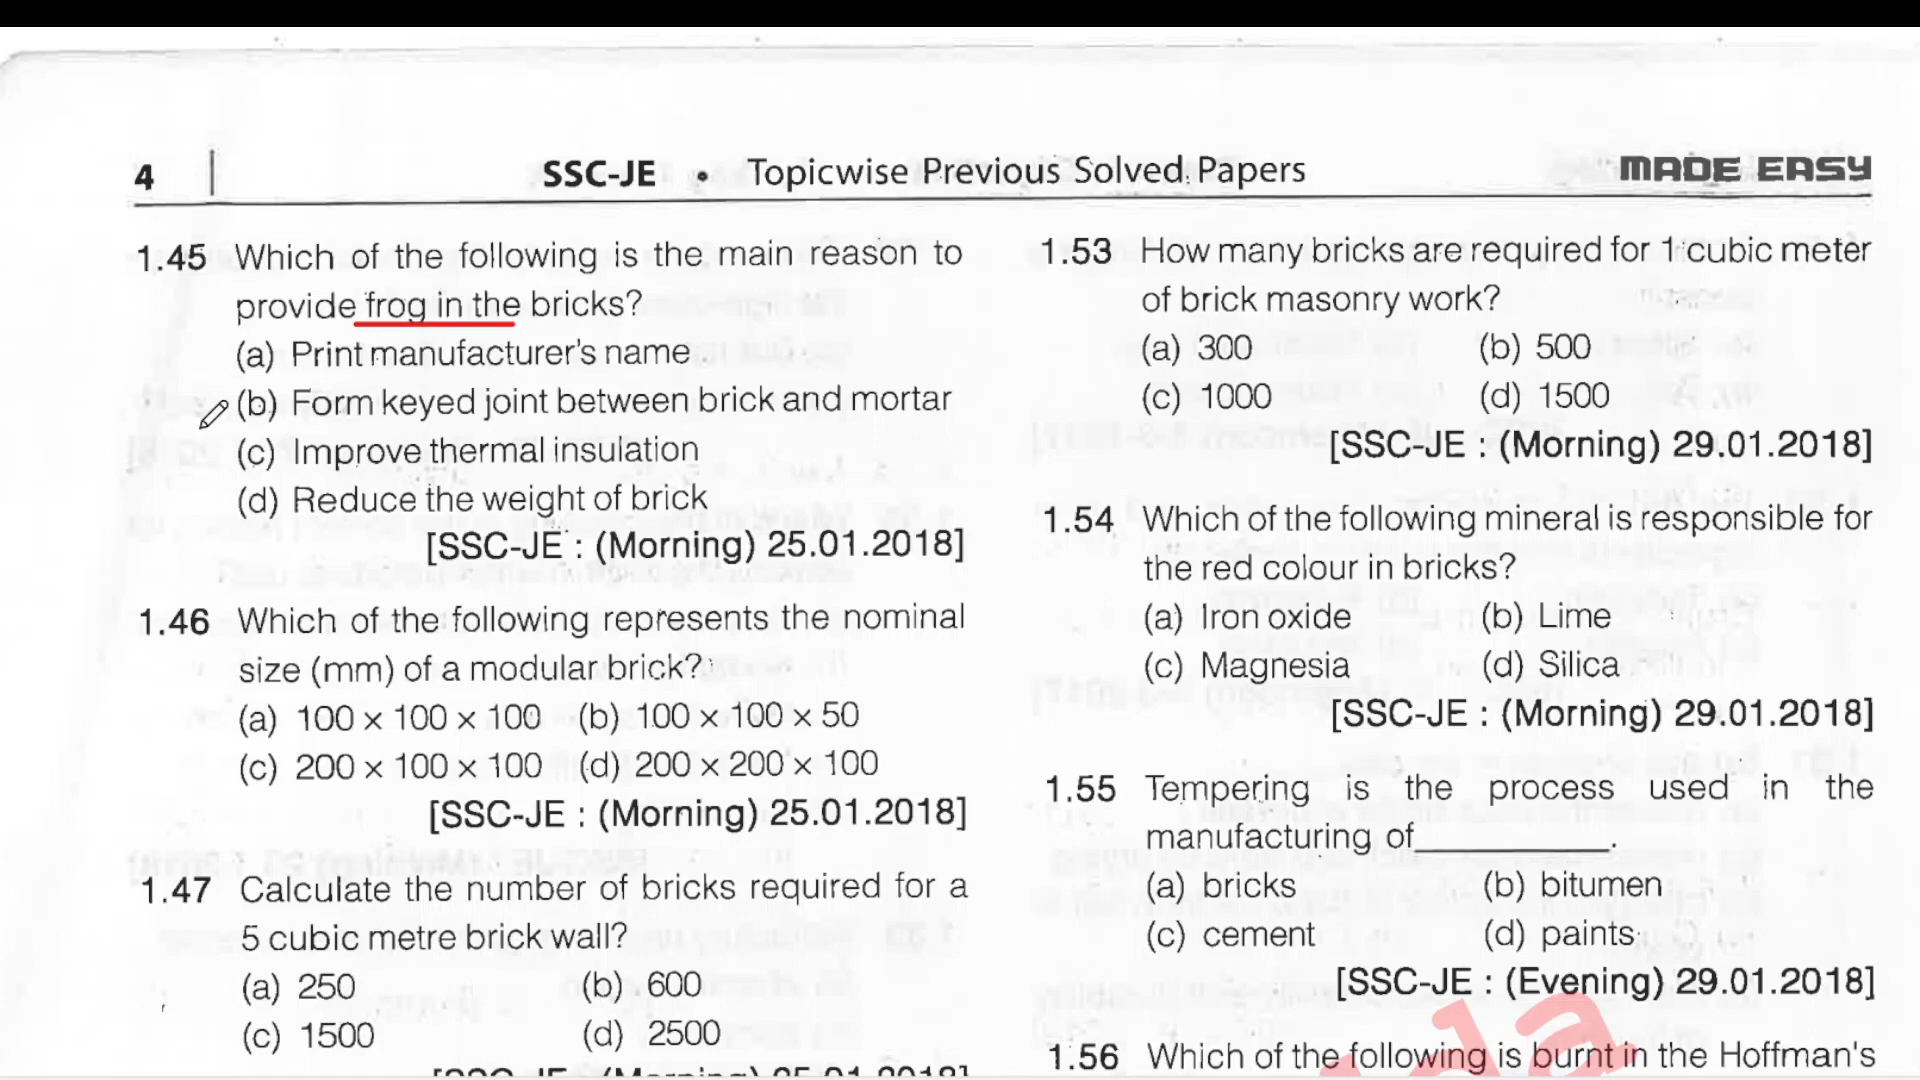 4 SSC-JE • Topicwise Previous Solved Papers MADE EASY
1.45 Which of the following is the main reason to
provide frog in the bricks?
(a) Print manufacturer's name
(b) Form keyed joint between brick and mortar
(c) Improve thermal insulation
(d) Reduce the weight of brick
[SSC-JE : (Morning) 25.01.2018]
1.46 Which of the following represents the nominal
size (mm) of a modular brick?
(a) 100 × 100 × 100 (b) 100 × 100 × 50
(c) 200 × 100 × 100 (d) 200 × 200 × 100
[SSC-JE : (Morning) 25.01.2018]
1.47 Calculate the number of bricks required for a
5 cubic metre brick wall?
(a) 250 (b) 600
(c) 1500 (d) 2500
[SSC-JE : (Morning) 25.01.2018]
1.53 How many bricks are required for 1 cubic meter
of brick masonry work?
(a) 300 (b) 500
(c) 1000 (d) 1500
[SSC-JE : (Morning) 29.01.2018]
1.54 Which of the following mineral is responsible for
the red colour in bricks?
(a) Iron oxide (b) Lime
(c) Magnesia (d) Silica
[SSC-JE : (Morning) 29.01.2018]
1.55 Tempering is the process used in the
manufacturing of__________.
(a) bricks (b) bitumen
(c) cement (d) paints
[SSC-JE : (Evening) 29.01.2018]
1.56 Which of the following is burnt in the Hoffman's